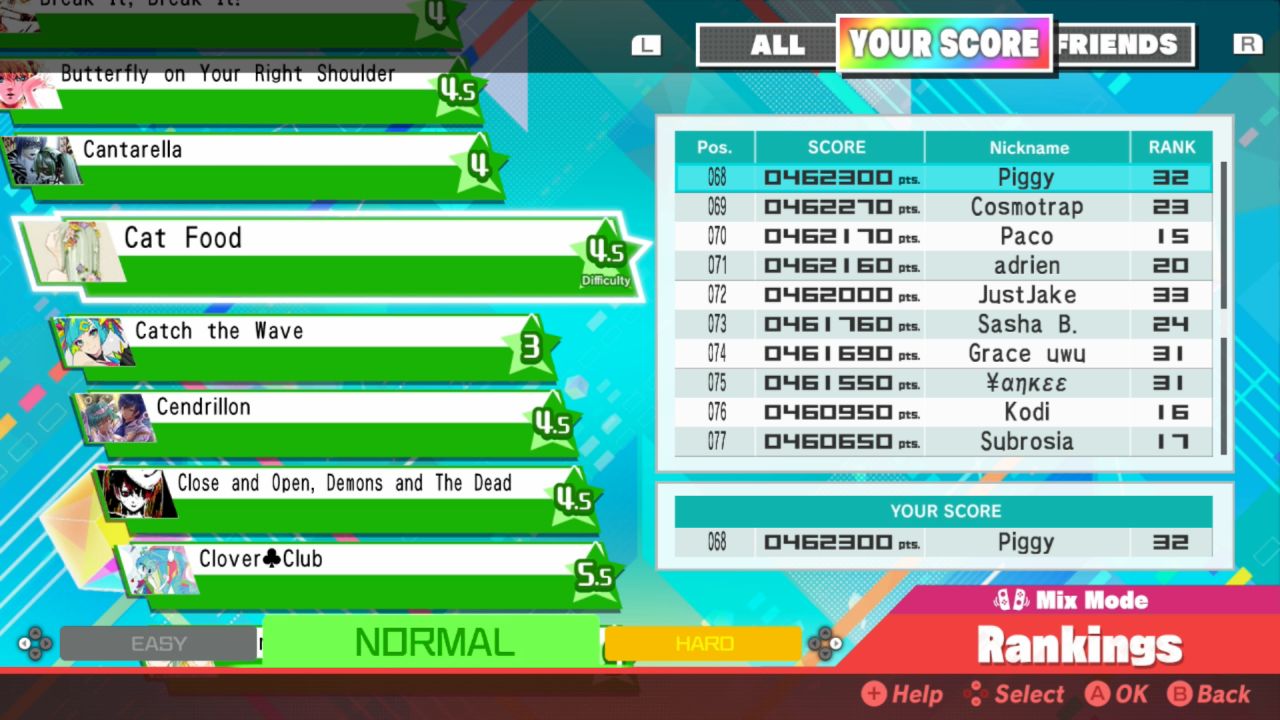 Break It, Break It!
4
L
ALL
YOUR SCORE
FRIENDS
R
Butterfly on Your Right Shoulder
4.5
Cantarella
4
Cat Food
4.5
Difficulty
Catch the Wave
3
Cendrillon
4.5
Close and Open, Demons and The Dead
4.5
Clover♣Club
5.5
Pos. SCORE Nickname RANK
068 0462300 pts. Piggy 32
069 0462270 pts. Cosmotrap 23
070 0462170 pts. Paco 15
071 0462160 pts. adrien 20
072 0462000 pts. JustJake 33
073 0461760 pts. Sasha B. 24
074 0461690 pts. Grace uwu 31
075 0461550 pts. ¥αηκεε 31
076 0460950 pts. Kodi 16
077 0460650 pts. Subrosia 17
YOUR SCORE
068 0462300 pts. Piggy 32
EASY
NORMAL
HARD
Mix Mode
Rankings
+ Help
Select
A OK
B Back